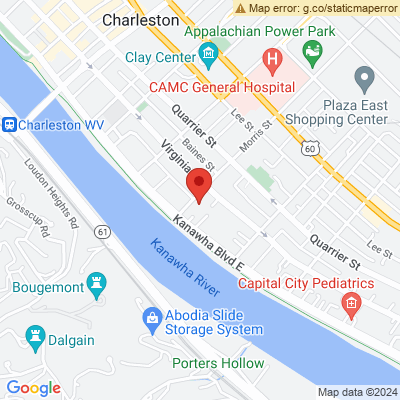 Map error: g.co/staticmaperror
Charleston
Appalachian Power Park
Clay Center
CAMC General Hospital
Plaza East
Shopping Center
Quarrier St
Lee St
Morris St
60
Charleston WV
Virginia
Baines St
Loudon Heights Rd
Grosscup Rd
61
Kanawha Blvd E
Kanawha River
Quarrier St
Lee St
Capital City Pediatrics
Bougemont
Abodia Slide
Storage System
Dalgain
Porters Hollow
Google
Map data ©2024